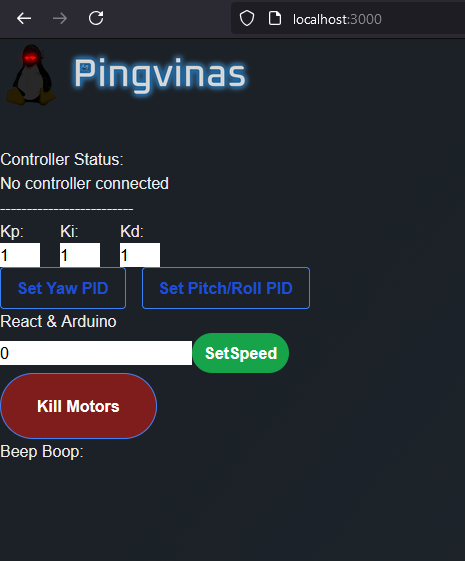 localhost:3000
Pingvinas
Controller Status:
No controller connected
-------------------------
Kp: Ki: Kd:
1 1 1
Set Yaw PID Set Pitch/Roll PID
React & Arduino
0 SetSpeed
Kill Motors
Beep Boop: